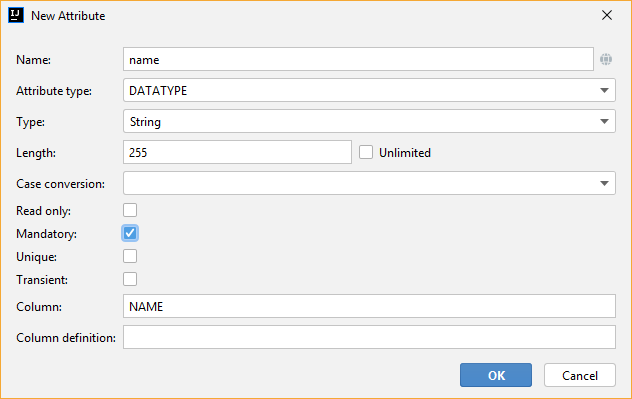 IJ New Attribute
Name: name
Attribute type: DATATYPE
Type: String
Length: 255 Unlimited
Case conversion:
Read only:
Mandatory:
Unique:
Transient:
Column: NAME
Column definition:
OK Cancel